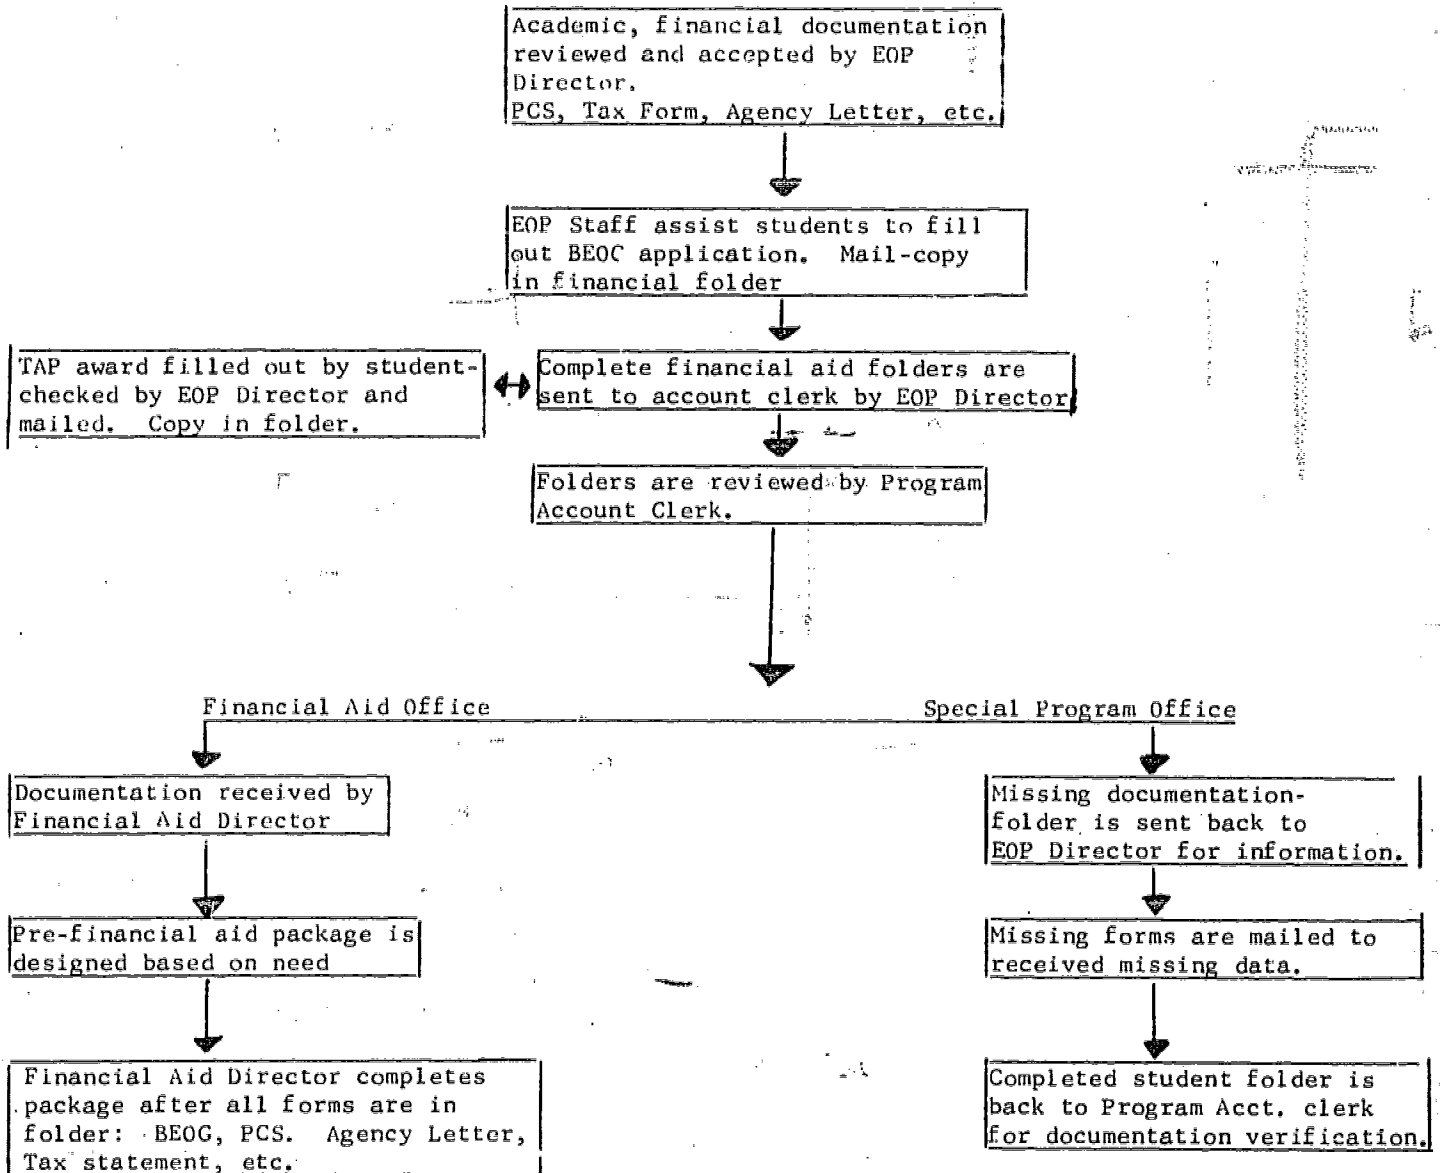 Academic, financial documentation
reviewed and accepted by EOP
Director.
PCS, Tax Form, Agency Letter, etc.
EOP Staff assist students to fill
out BEOC application. Mail-copy
in financial folder
TAP award filled out by student-
checked by EOP Director and
mailed. Copy in folder.
Complete financial aid folders are
sent to account clerk by EOP Director
Folders are reviewed by Program
Account Clerk.
Financial Aid Office
Special Program Office
Documentation received by
Financial Aid Director
Missing documentation-
folder is sent back to
EOP Director for information.
Pre-financial aid package is
designed based on need
Missing forms are mailed to
received missing data.
Financial Aid Director completes
package after all forms are in
folder: BEOG, PCS. Agency Letter,
Tax statement, etc.
Completed student folder is
back to Program Acct. clerk
for documentation verification.